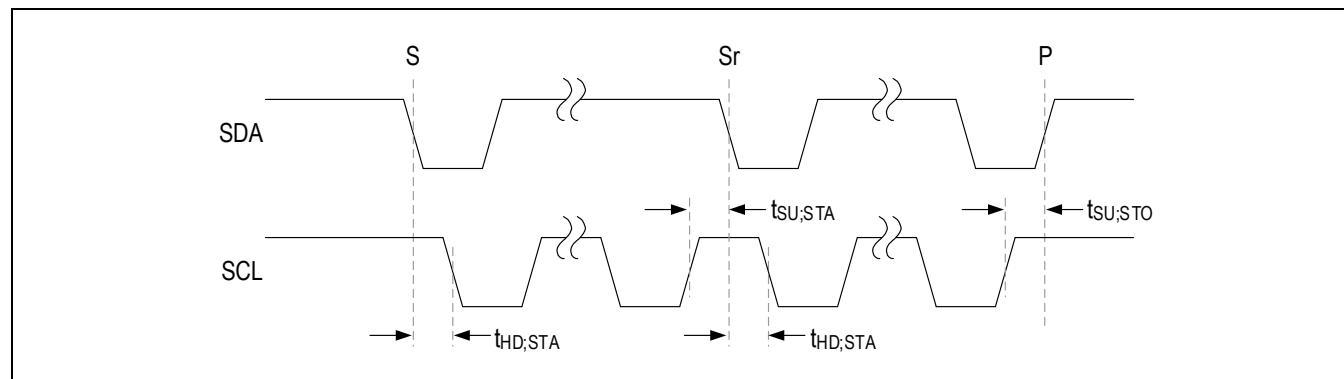 S Sr P
SDA
tSU;STA tSU;STO
SCL
tHD;STA tHD;STA